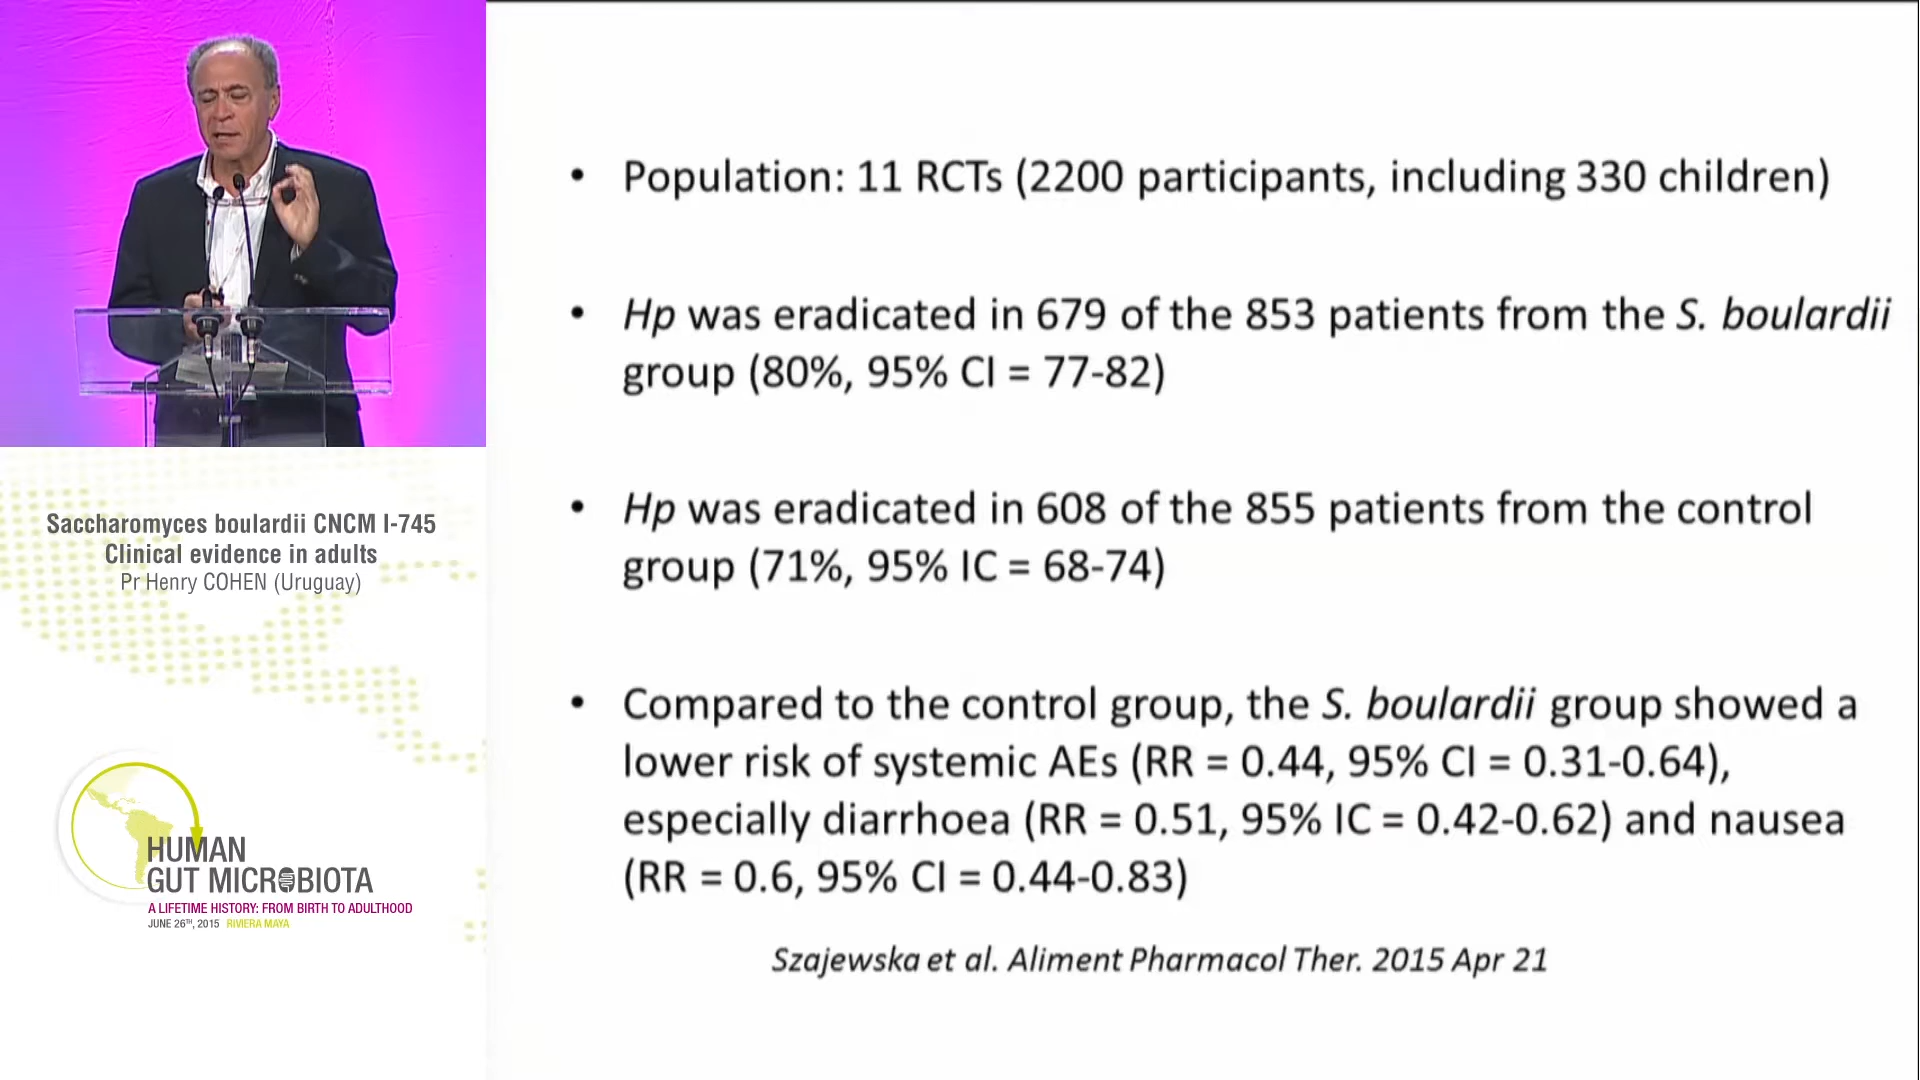 Saccharomyces boulardii CNCM I-745
Clinical evidence in adults
Pr Henry COHEN (Uruguay)
HUMAN
GUT MICROBIOTA
A LIFETIME HISTORY: FROM BIRTH TO ADULTHOOD
JUNE 26TH, 2015 RIVIERA MAYA
• Population: 11 RCTs (2200 participants, including 330 children)
• Hp was eradicated in 679 of the 853 patients from the S. boulardii
group (80%, 95% CI = 77-82)
• Hp was eradicated in 608 of the 855 patients from the control
group (71%, 95% IC = 68-74)
• Compared to the control group, the S. boulardii group showed a
lower risk of systemic AEs (RR = 0.44, 95% CI = 0.31-0.64),
especially diarrhoea (RR = 0.51, 95% IC = 0.42-0.62) and nausea
(RR = 0.6, 95% CI = 0.44-0.83)
Szajewska et al. Aliment Pharmacol Ther. 2015 Apr 21